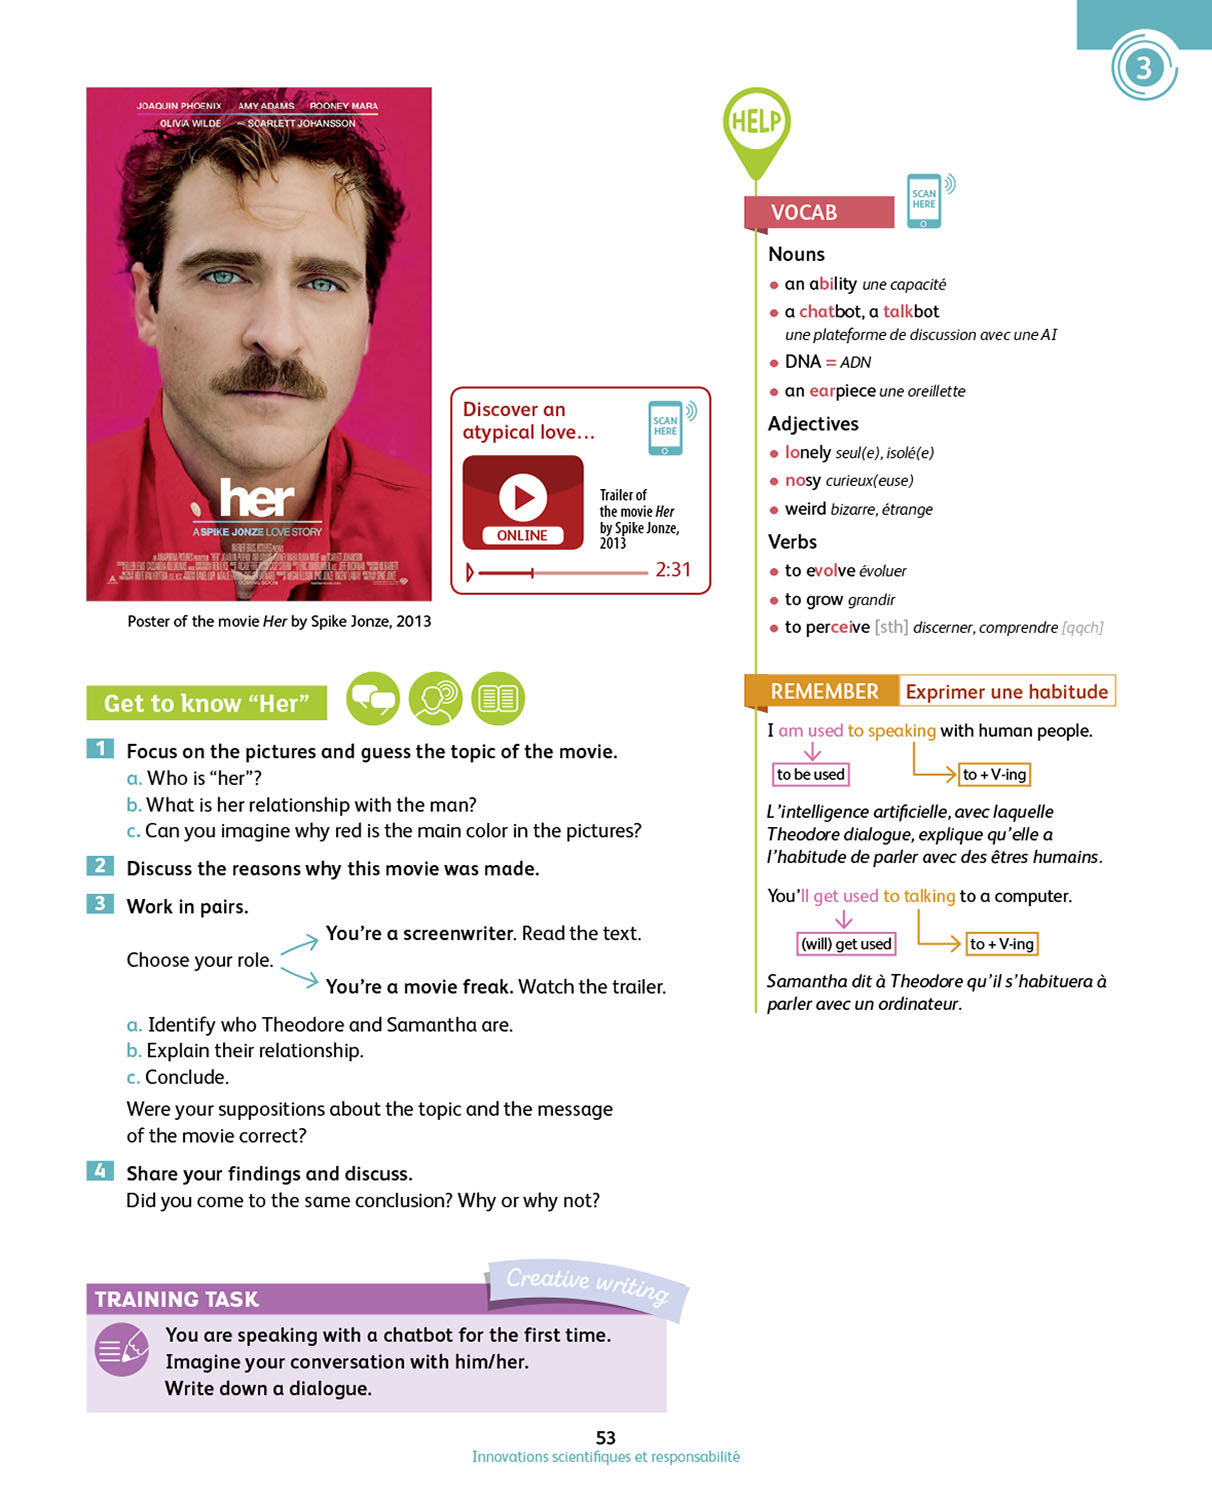 3
JOAQUIN PHOENIX AMY ADAMS ROONEY MARA
OLIVIA WILDE AND SCARLETT JOHANSSON
her
A SPIKE JONZE LOVE STORY
COMING SOON
Poster of the movie Her by Spike Jonze, 2013
Discover an
atypical love…
SCAN
HERE
ONLINE
Trailer of
the movie Her
by Spike Jonze,
2013
2:31
Get to know “Her”
1 Focus on the pictures and guess the topic of the movie.
a. Who is “her”?
b. What is her relationship with the man?
c. Can you imagine why red is the main color in the pictures?
2 Discuss the reasons why this movie was made.
3 Work in pairs.
Choose your role.
You’re a screenwriter. Read the text.
You’re a movie freak. Watch the trailer.
a. Identify who Theodore and Samantha are.
b. Explain their relationship.
c. Conclude.
Were your suppositions about the topic and the message
of the movie correct?
4 Share your findings and discuss.
Did you come to the same conclusion? Why or why not?
TRAINING TASK
Creative writing
You are speaking with a chatbot for the first time.
Imagine your conversation with him/her.
Write down a dialogue.
HELP
VOCAB
SCAN
HERE
Nouns
• an ability une capacité
• a chatbot, a talkbot
une plateforme de discussion avec une AI
• DNA = ADN
• an earpiece une oreillette
Adjectives
• lonely seul(e), isolé(e)
• nosy curieux(euse)
• weird bizarre, étrange
Verbs
• to evolve évoluer
• to grow grandir
• to perceive [sth] discerner, comprendre [qqch]
REMEMBER Exprimer une habitude
I am used to speaking with human people.
to be used to + V-ing
L’intelligence artificielle, avec laquelle
Theodore dialogue, explique qu’elle a
l’habitude de parler avec des êtres humains.
You’ll get used to talking to a computer.
(will) get used to + V-ing
Samantha dit à Theodore qu’il s’habituera à
parler avec un ordinateur.
53
Innovations scientifiques et responsabilité